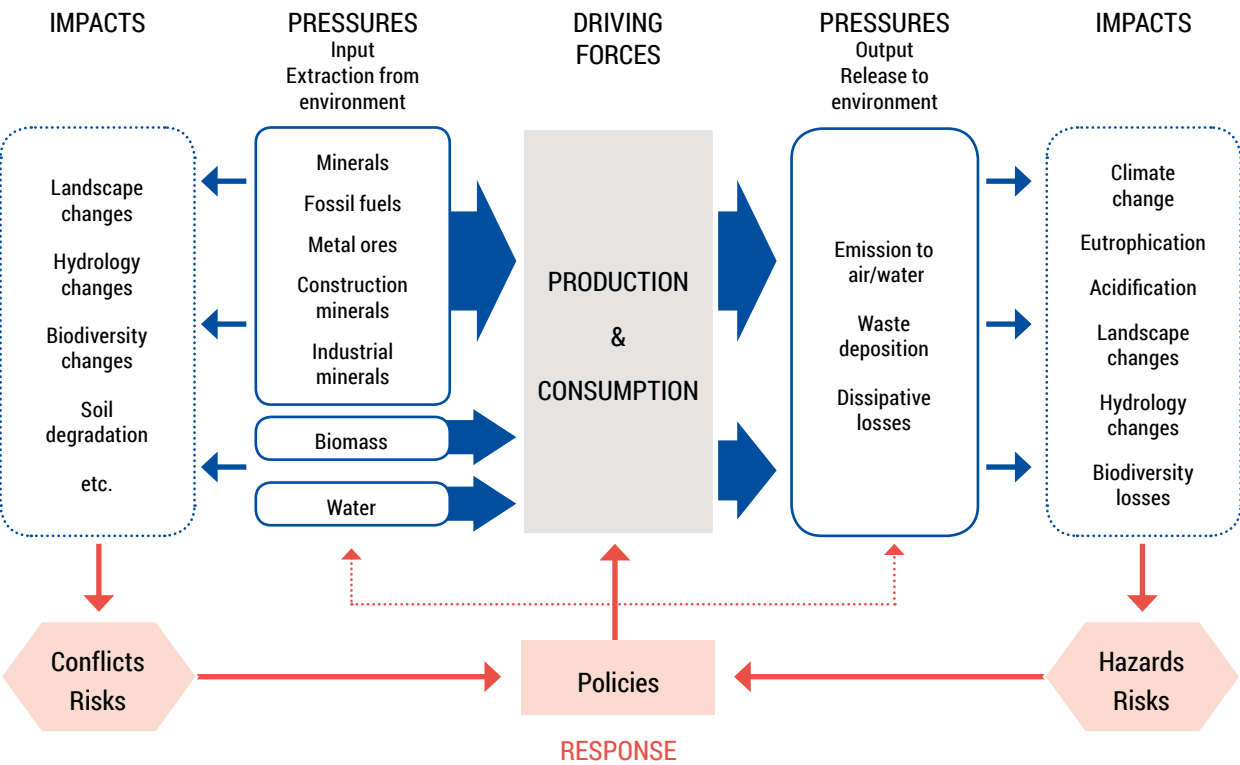 IMPACTS
PRESSURES
Input
Extraction from
environment
DRIVING
FORCES
PRESSURES
Output
Release to
environment
IMPACTS
Landscape
changes
Hydrology
changes
Biodiversity
changes
Soil
degradation
etc.
Minerals
Fossil fuels
Metal ores
Construction
minerals
Industrial
minerals
Biomass
Water
PRODUCTION
&
CONSUMPTION
Emission to
air/water
Waste
deposition
Dissipative
losses
Climate
change
Eutrophication
Acidification
Landscape
changes
Hydrology
changes
Biodiversity
losses
Conflicts
Risks
Policies
Hazards
Risks
RESPONSE